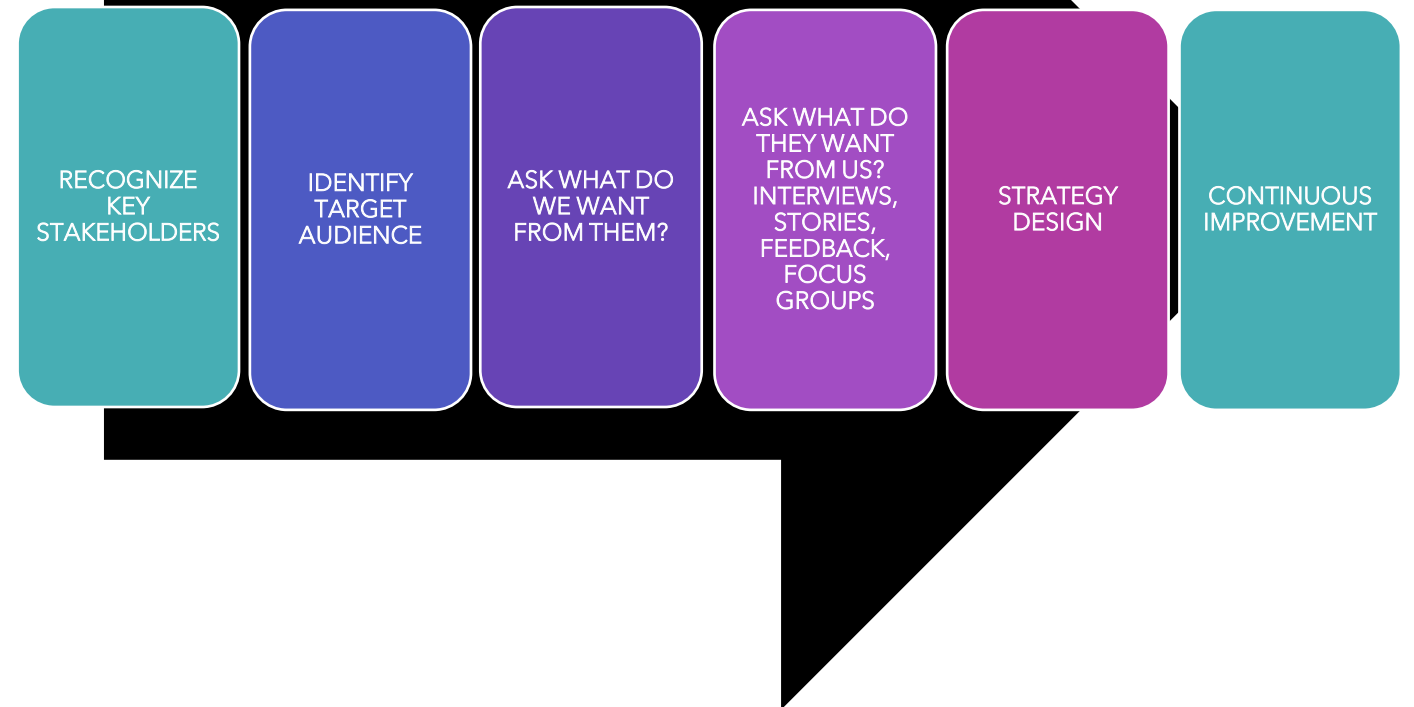 RECOGNIZE
KEY
STAKEHOLDERS
IDENTIFY
TARGET
AUDIENCE
ASK WHAT DO
WE WANT
FROM THEM?
ASK WHAT DO
THEY WANT
FROM US?
INTERVIEWS,
STORIES,
FEEDBACK,
FOCUS
GROUPS
STRATEGY
DESIGN
CONTINUOUS
IMPROVEMENT